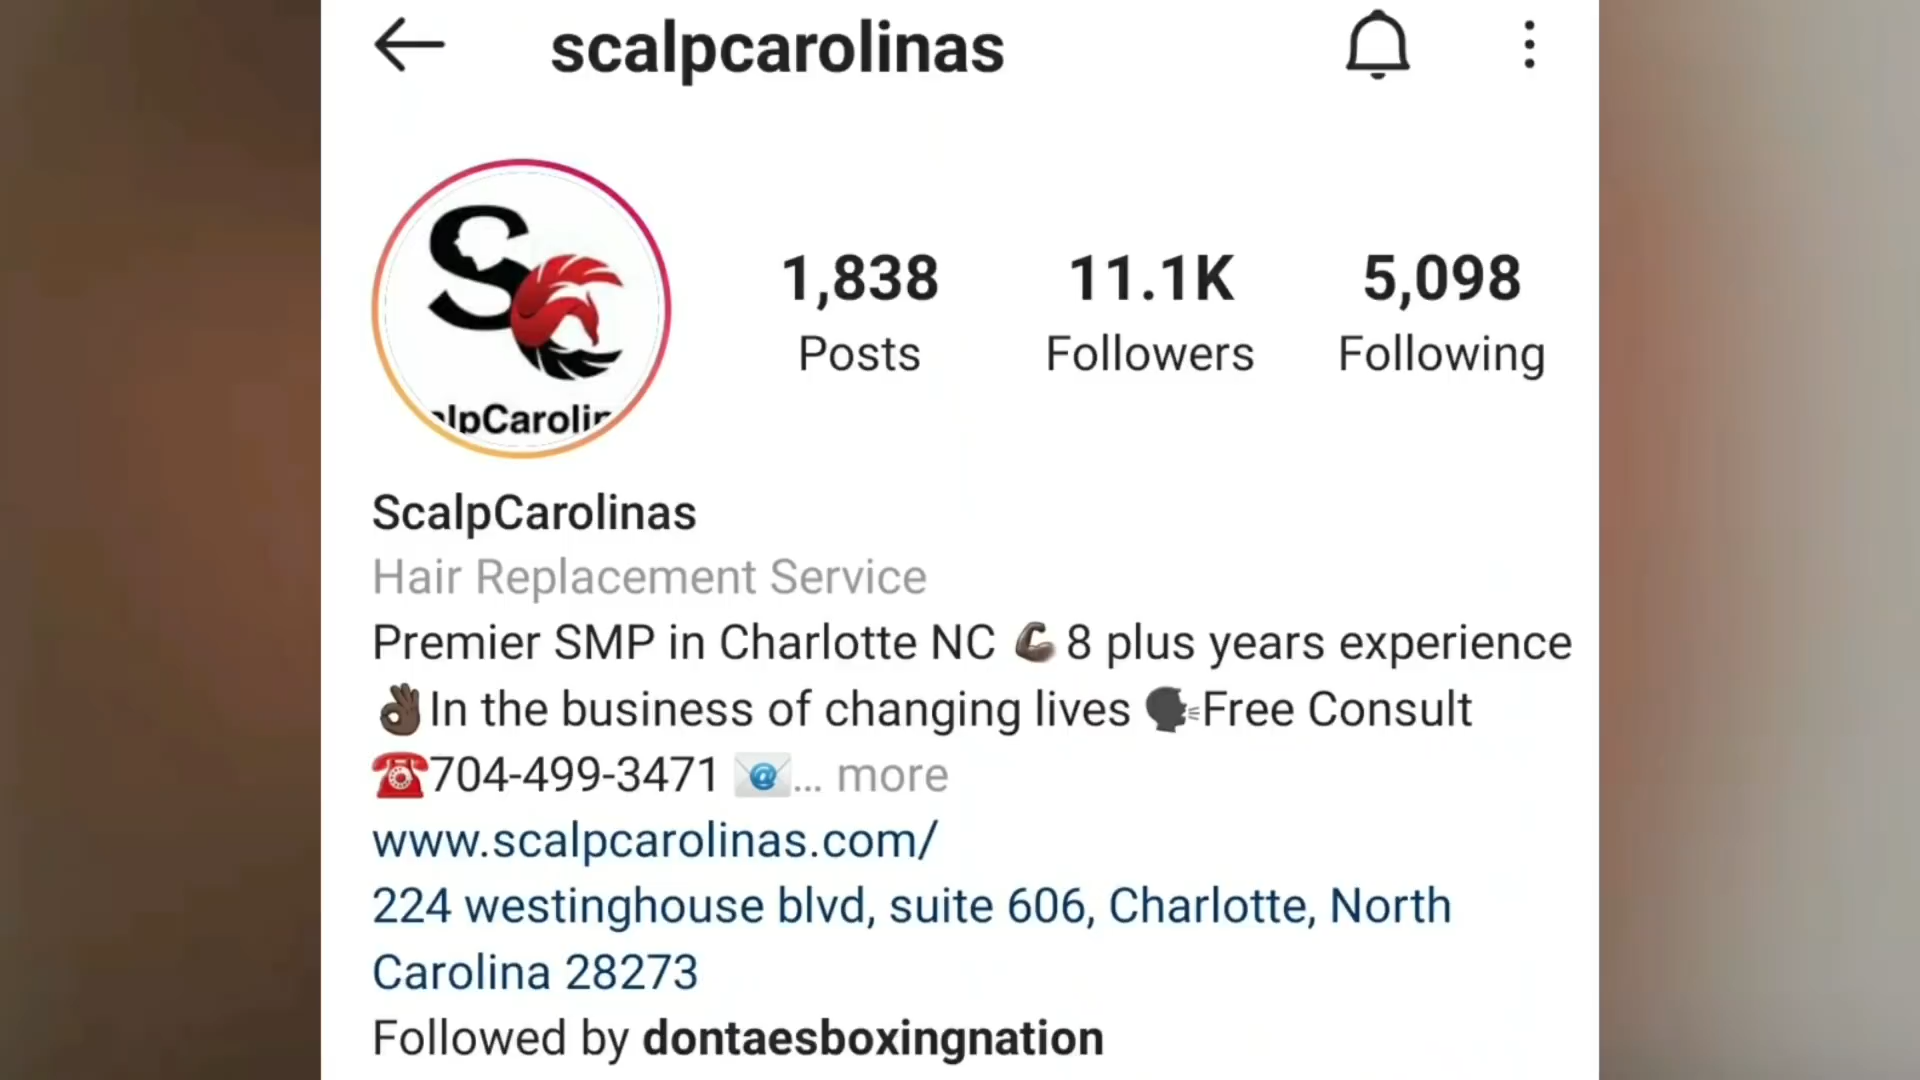 scalpcarolinas
SC
lpCarolin
1,838
Posts
11.1K
Followers
5,098
Following
ScalpCarolinas
Hair Replacement Service
Premier SMP in Charlotte NC 💪🏿 8 plus years experience
👌🏿In the business of changing lives 🗣️Free Consult
☎️704-499-3471 📧... more
www.scalpcarolinas.com/
224 westinghouse blvd, suite 606, Charlotte, North
Carolina 28273
Followed by dontaesboxingnation